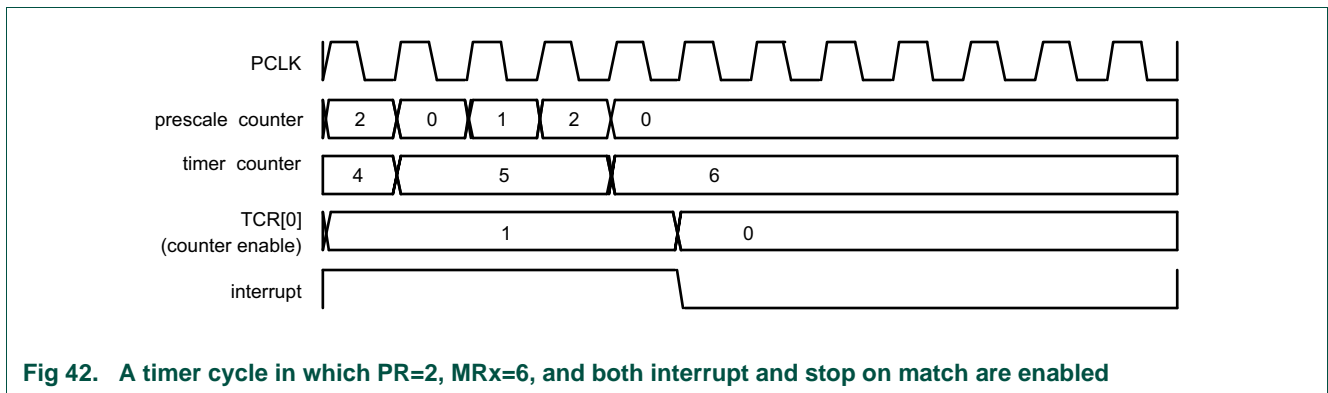 PCLK
prescale counter 2 0 1 2 0
timer counter 4 5 6
TCR[0]
(counter enable) 1 0
interrupt
Fig 42. A timer cycle in which PR=2, MRx=6, and both interrupt and stop on match are enabled